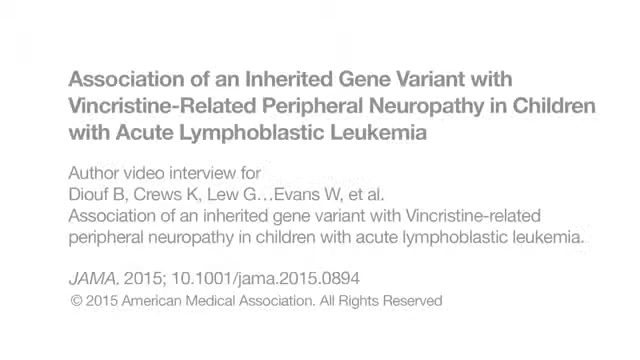 Association of an Inherited Gene Variant with
Vincristine-Related Peripheral Neuropathy in Children
with Acute Lymphoblastic Leukemia
Author video interview for
Diouf B, Crews K, Lew G…Evans W, et al.
Association of an inherited gene variant with Vincristine-related
peripheral neuropathy in children with acute lymphoblastic leukemia.
JAMA. 2015; 10.1001/jama.2015.0894
© 2015 American Medical Association. All Rights Reserved